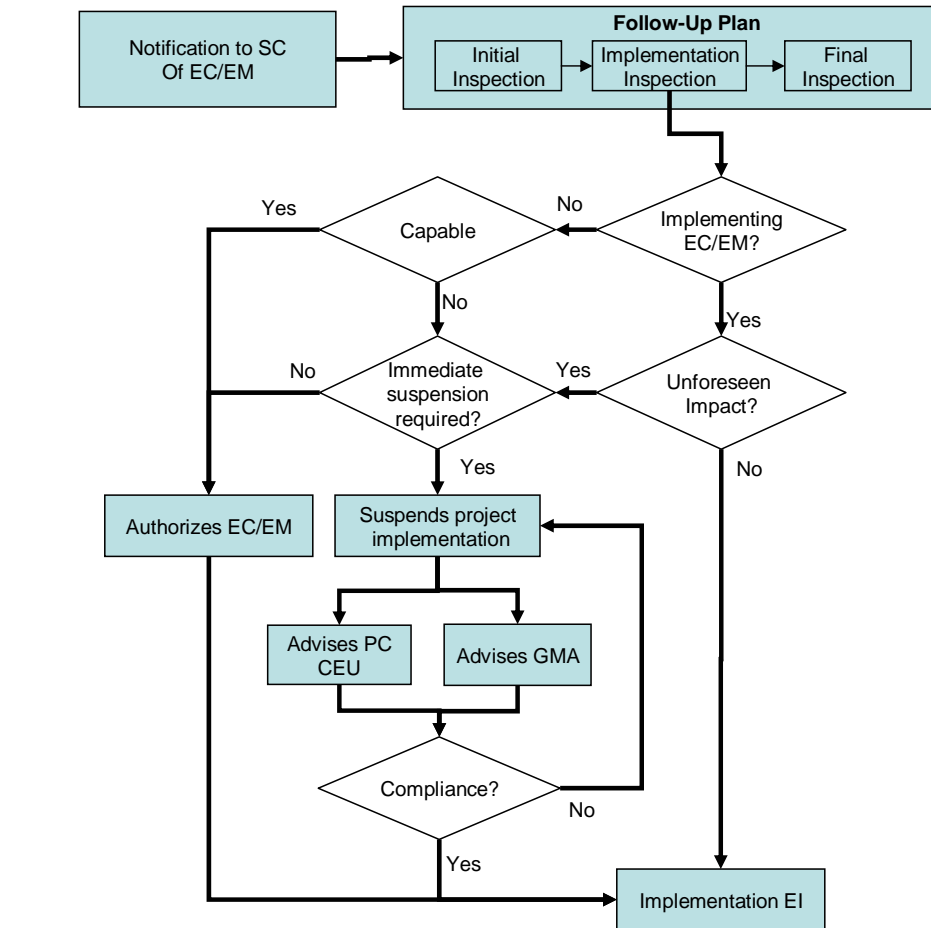 Notification to SC
Of EC/EM
Follow-Up Plan
Initial
Inspection
Implementation
Inspection
Final
Inspection
Yes
Capable
No
Implementing
EC/EM?
No
Yes
No
Immediate
suspension
required?
Yes
Unforeseen
Impact?
Yes
No
Authorizes EC/EM
Suspends project
implementation
Advises PC
CEU
Advises GMA
Compliance?
No
Yes
Implementation EI